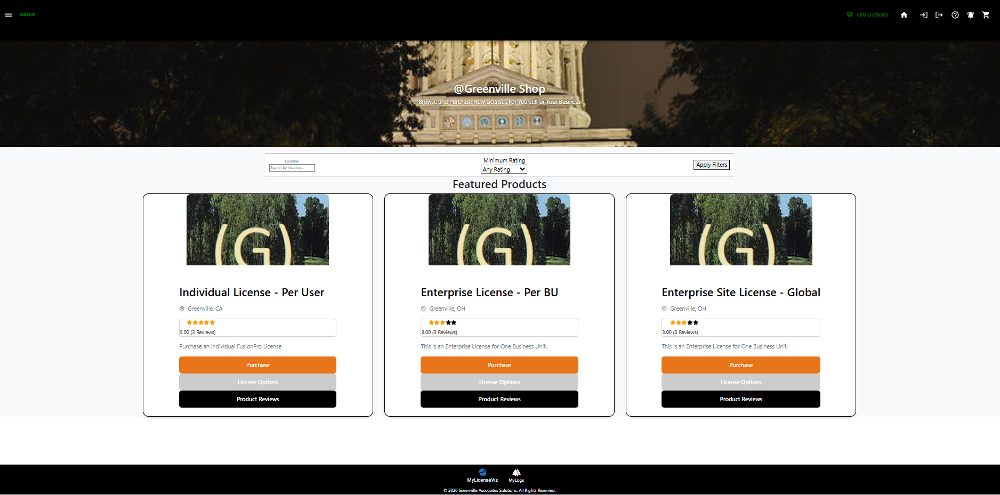 GEM.LICENSES
@Greenville Shop
Browse and Purchase New Licenses For Yourself or Your Business
Location
Search by location...
Minimum Rating
Any Rating
Apply Filters
Featured Products
(G)
Individual License - Per User
Greenville, CA
5.00 (3 Reviews)
Purchase an Individual FusionPro License
Purchase
License Options
Product Reviews
(G)
Enterprise License - Per BU
Greenville, OH
3.00 (3 Reviews)
This is an Enterprise License for One Business Unit.
Purchase
License Options
Product Reviews
(G)
Enterprise Site License - Global
Greenville, OH
3.00 (3 Reviews)
This is an Enterprise License for One Business Unit.
Purchase
License Options
Product Reviews
MyLicenseViz
MyLogs
© 2026 Greenville Associates Solutions, All Rights Reserved.